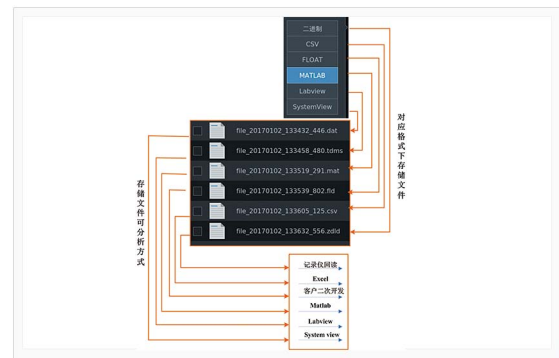 二进制
CSV
FLOAT
MATLAB
Labview
SystemView
file_20170102_133432_446.dat
file_20170102_133458_480.tdms
file_20170102_133519_291.mat
file_20170102_133539_802.fld
file_20170102_133605_125.csv
file_20170102_133632_556.zdld
对应格式下存储文件
存储文件可分析方式
记录仪回读
Excel
客户二次开发
Matlab
Labview
System view